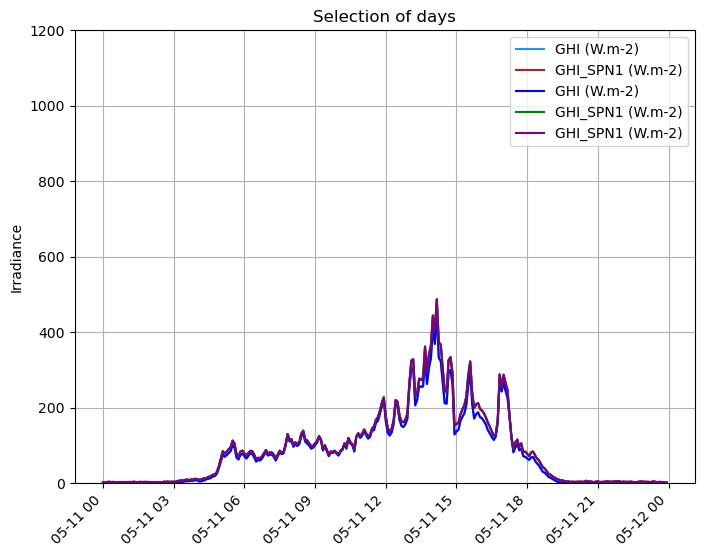 Selection of days
GHI (W.m-2)
GHI_SPN1 (W.m-2)
GHI (W.m-2)
GHI_SPN1 (W.m-2)
GHI_SPN1 (W.m-2)
Irradiance
1200
1000
800
600
400
200
0
05-11 00
05-11 03
05-11 06
05-11 09
05-11 12
05-11 15
05-11 18
05-11 21
05-12 00